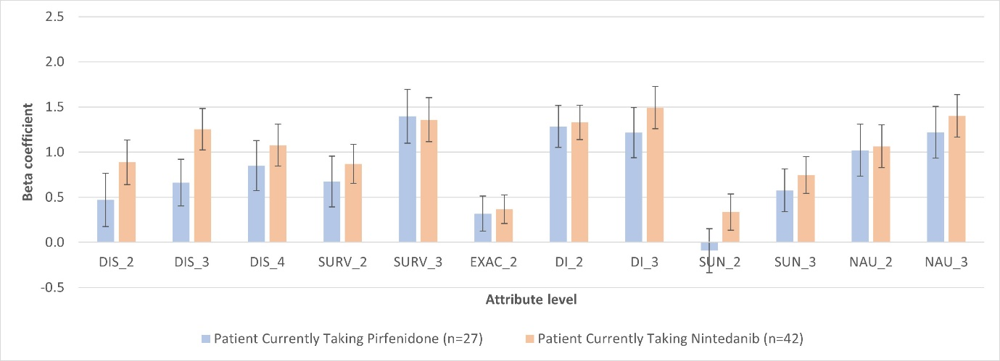 2.5
2.0
1.5
1.0
0.5
0.0
-0.5
Beta coefficient
DIS_2 DIS_3 DIS_4 SURV_2 SURV_3 EXAC_2 DI_2 DI_3 SUN_2 SUN_3 NAU_2 NAU_3
Attribute level
Patient Currently Taking Pirfenidone (n=27) Patient Currently Taking Nintedanib (n=42)